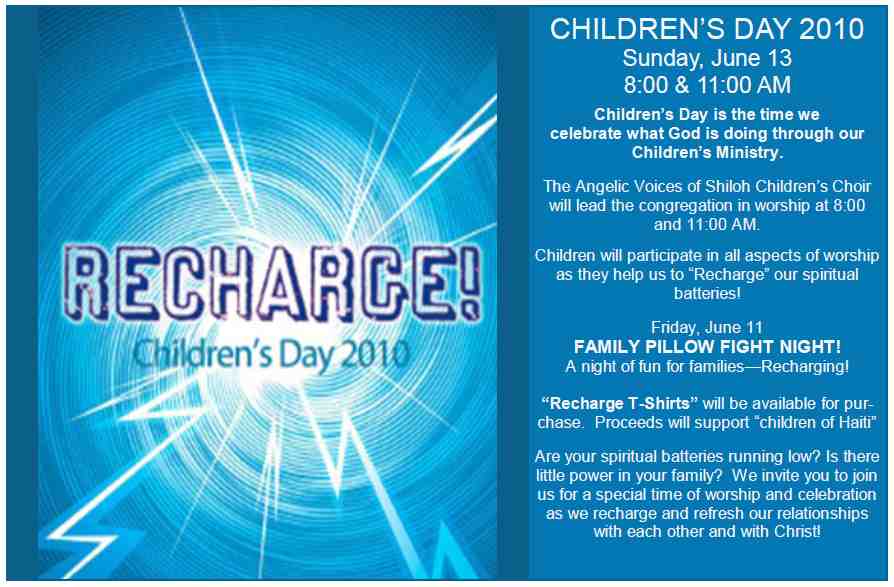 RECHARGE!
Children's Day 2010
CHILDREN'S DAY 2010
Sunday, June 13
8:00 & 11:00 AM
Children's Day is the time we
celebrate what God is doing through our
Children's Ministry.
The Angelic Voices of Shiloh Children's Choir
will lead the congregation in worship at 8:00
and 11:00 AM.
Children will participate in all aspects of worship
as they help us to “Recharge” our spiritual
batteries!
Friday, June 11
FAMILY PILLOW FIGHT NIGHT!
A night of fun for families—Recharging!
“Recharge T-Shirts” will be available for pur-
chase.  Proceeds will support “children of Haiti”
Are your spiritual batteries running low? Is there
little power in your family?  We invite you to join
us for a special time of worship and celebration
as we recharge and refresh our relationships
with each other and with Christ!